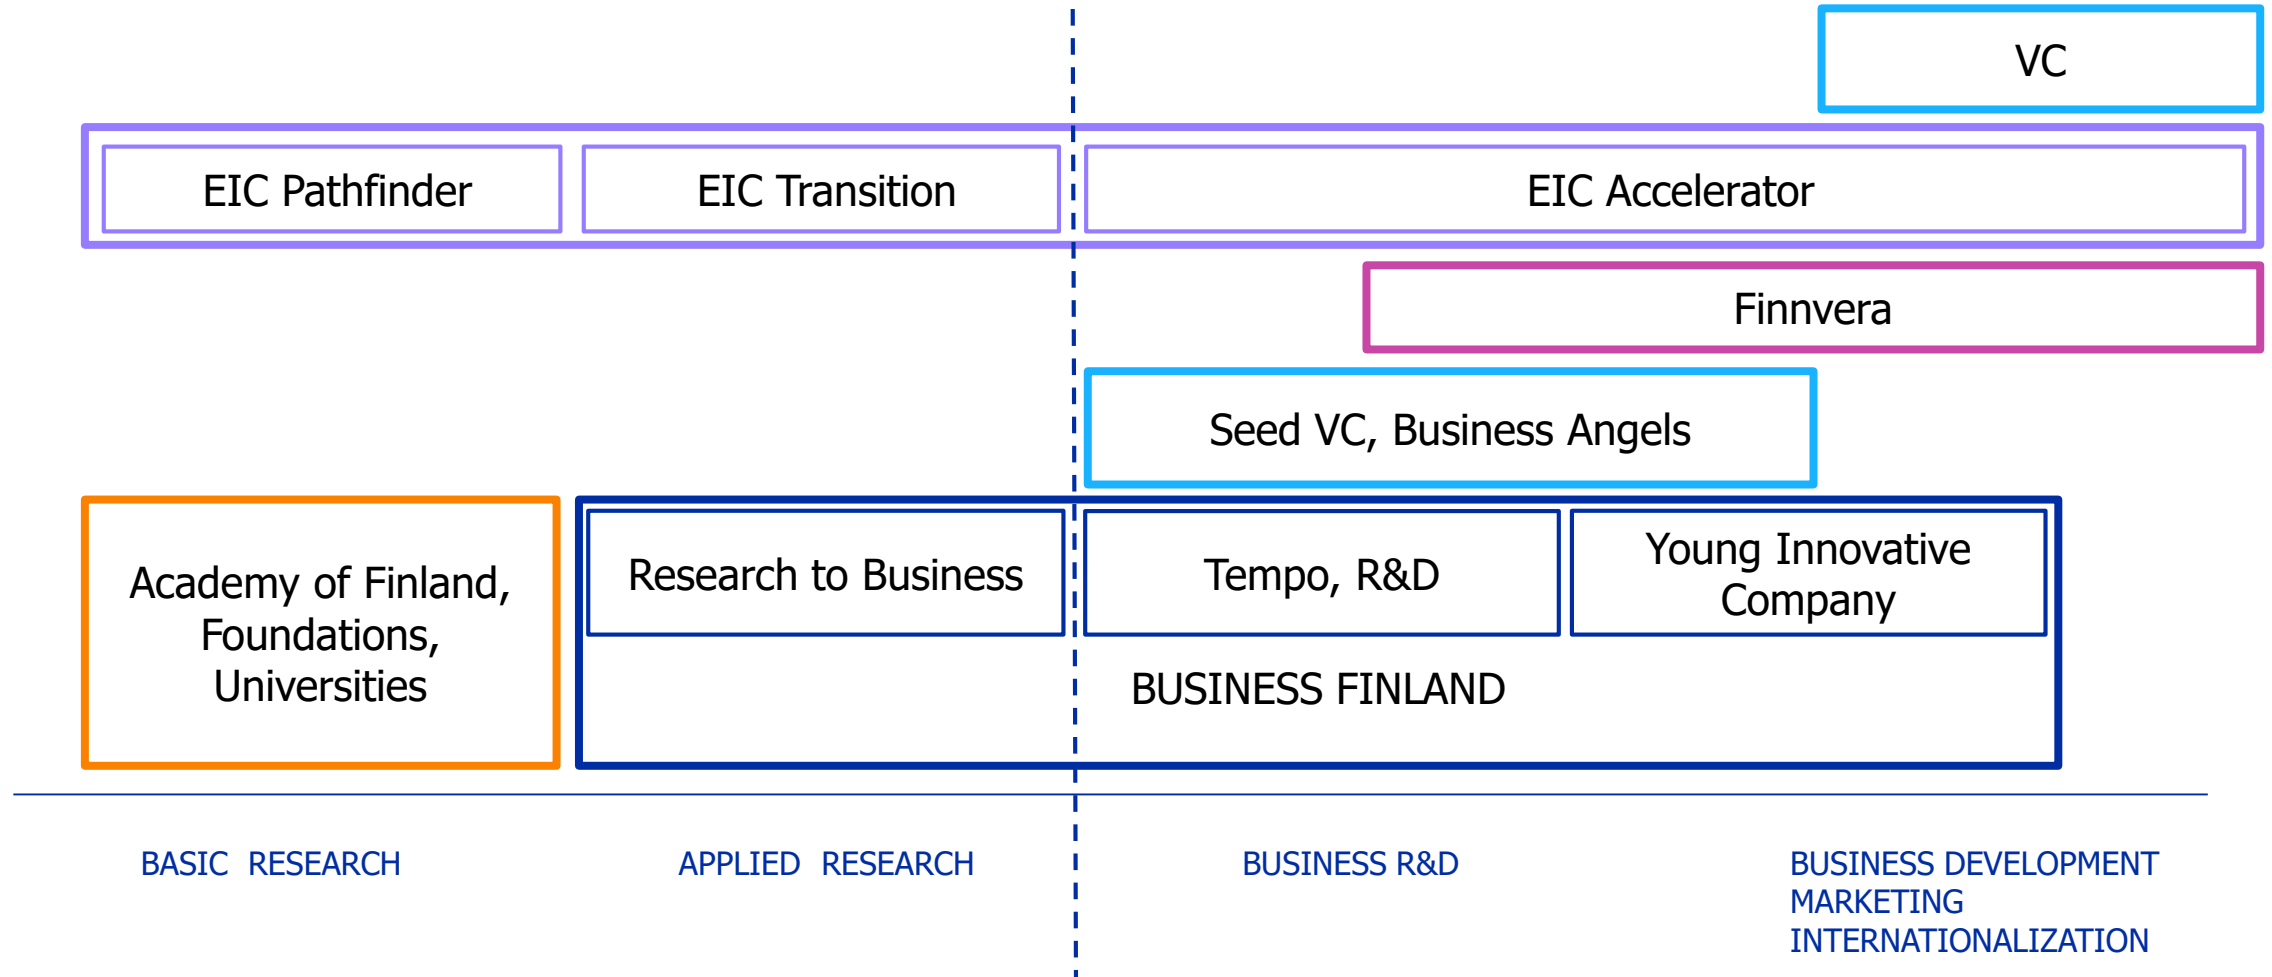 VC
EIC Pathfinder
EIC Transition
EIC Accelerator
Finnvera
Seed VC, Business Angels
Academy of Finland,
Foundations,
Universities
Research to Business
Tempo, R&D
Young Innovative
Company
BUSINESS FINLAND
BASIC RESEARCH
APPLIED RESEARCH
BUSINESS R&D
BUSINESS DEVELOPMENT
MARKETING
INTERNATIONALIZATION